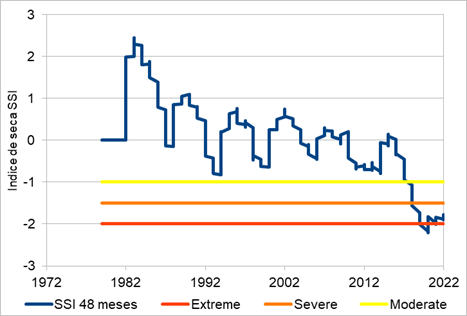 Indice de seca SSI
3
2
1
0
-1
-2
-3
1972 1982 1992 2002 2012 2022
SSI 48 meses Extreme Severe Moderate